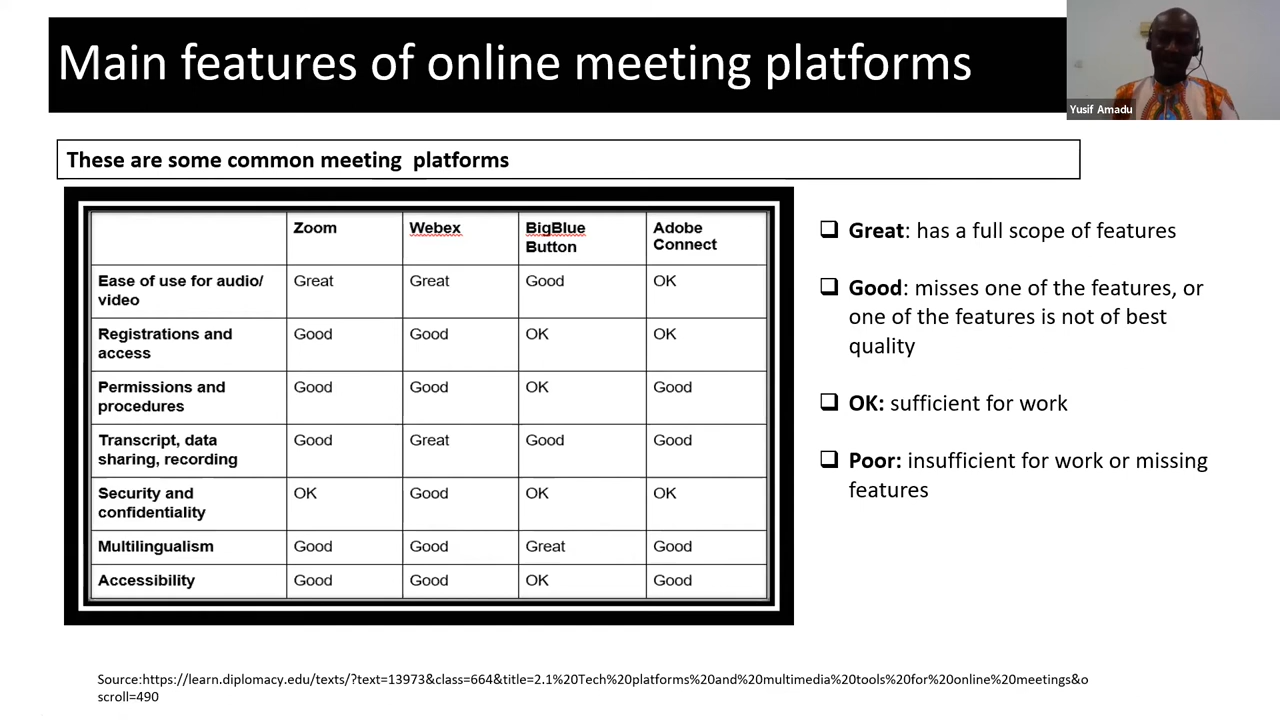 Main features of online meeting platforms
Yusif Amadu
These are some common meeting platforms
Zoom Webex BigBlue Button Adobe Connect
Ease of use for audio/ video Great Great Good OK
Registrations and access Good Good OK OK
Permissions and procedures Good Good OK Good
Transcript, data sharing, recording Good Great Good Good
Security and confidentiality OK Good OK OK
Multilingualism Good Good Great Good
Accessibility Good Good OK Good
Great: has a full scope of features
Good: misses one of the features, or
one of the features is not of best
quality
OK: sufficient for work
Poor: insufficient for work or missing
features
Source:https://learn.diplomacy.edu/texts/?text=13973&class=664&title=2.1%20Tech%20platforms%20and%20multimedia%20tools%20for%20online%20meetings&o
scroll=490